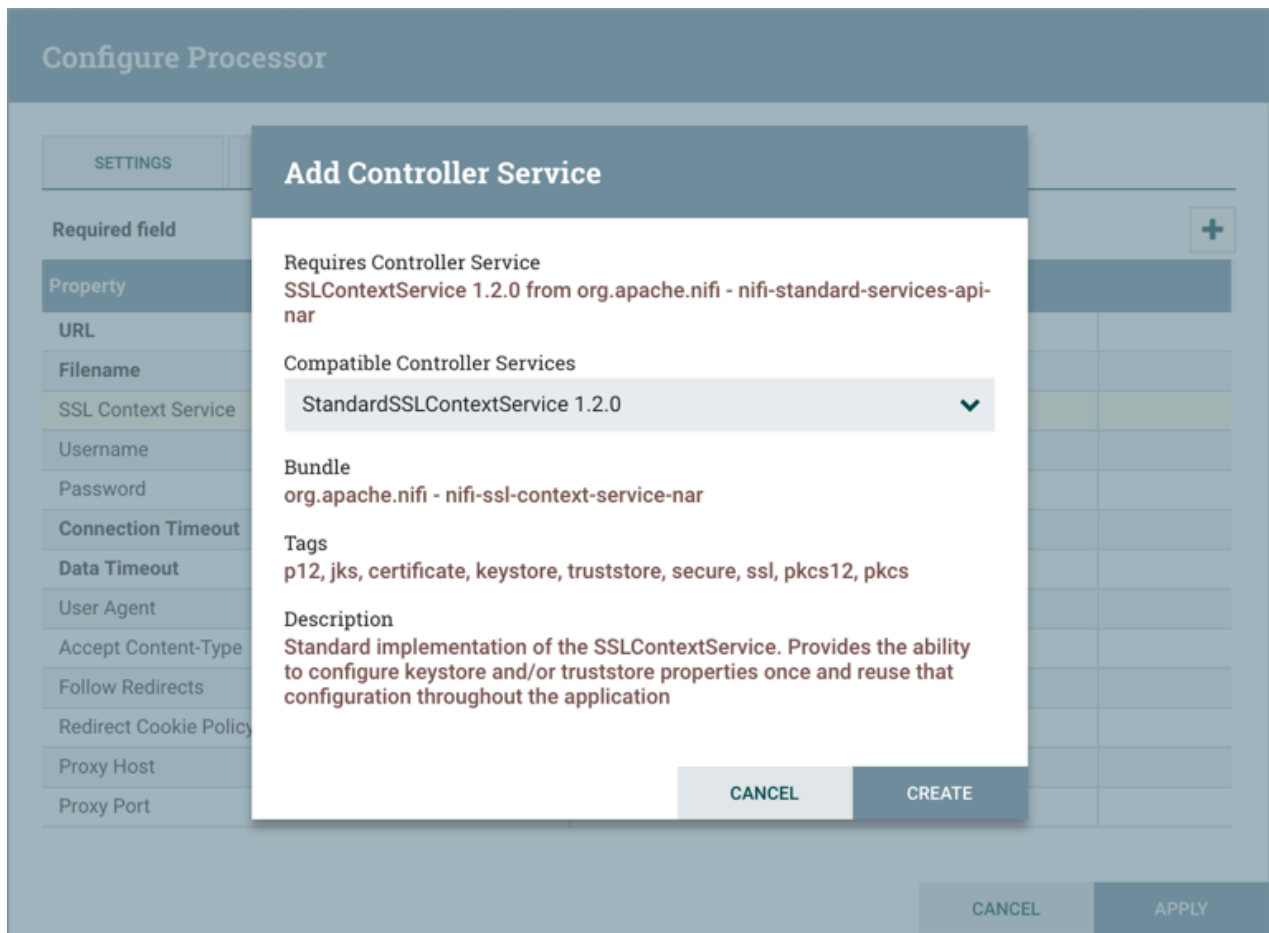 Configure Processor
SETTINGS
Add Controller Service
Required field
Requires Controller Service
SSLContextService 1.2.0 from org.apache.nifi - nifi-standard-services-api-
nar
Property
URL
Filename
SSL Context Service
Username
Password
Connection Timeout
Data Timeout
User Agent
Accept Content-Type
Follow Redirects
Redirect Cookie Policy
Proxy Host
Proxy Port
Compatible Controller Services
StandardSSLContextService 1.2.0
Bundle
org.apache.nifi - nifi-ssl-context-service-nar
Tags
p12, jks, certificate, keystore, truststore, secure, ssl, pkcs12, pkcs
Description
Standard implementation of the SSLContextService. Provides the ability
to configure keystore and/or truststore properties once and reuse that
configuration throughout the application
CANCEL
CREATE
CANCEL
APPLY